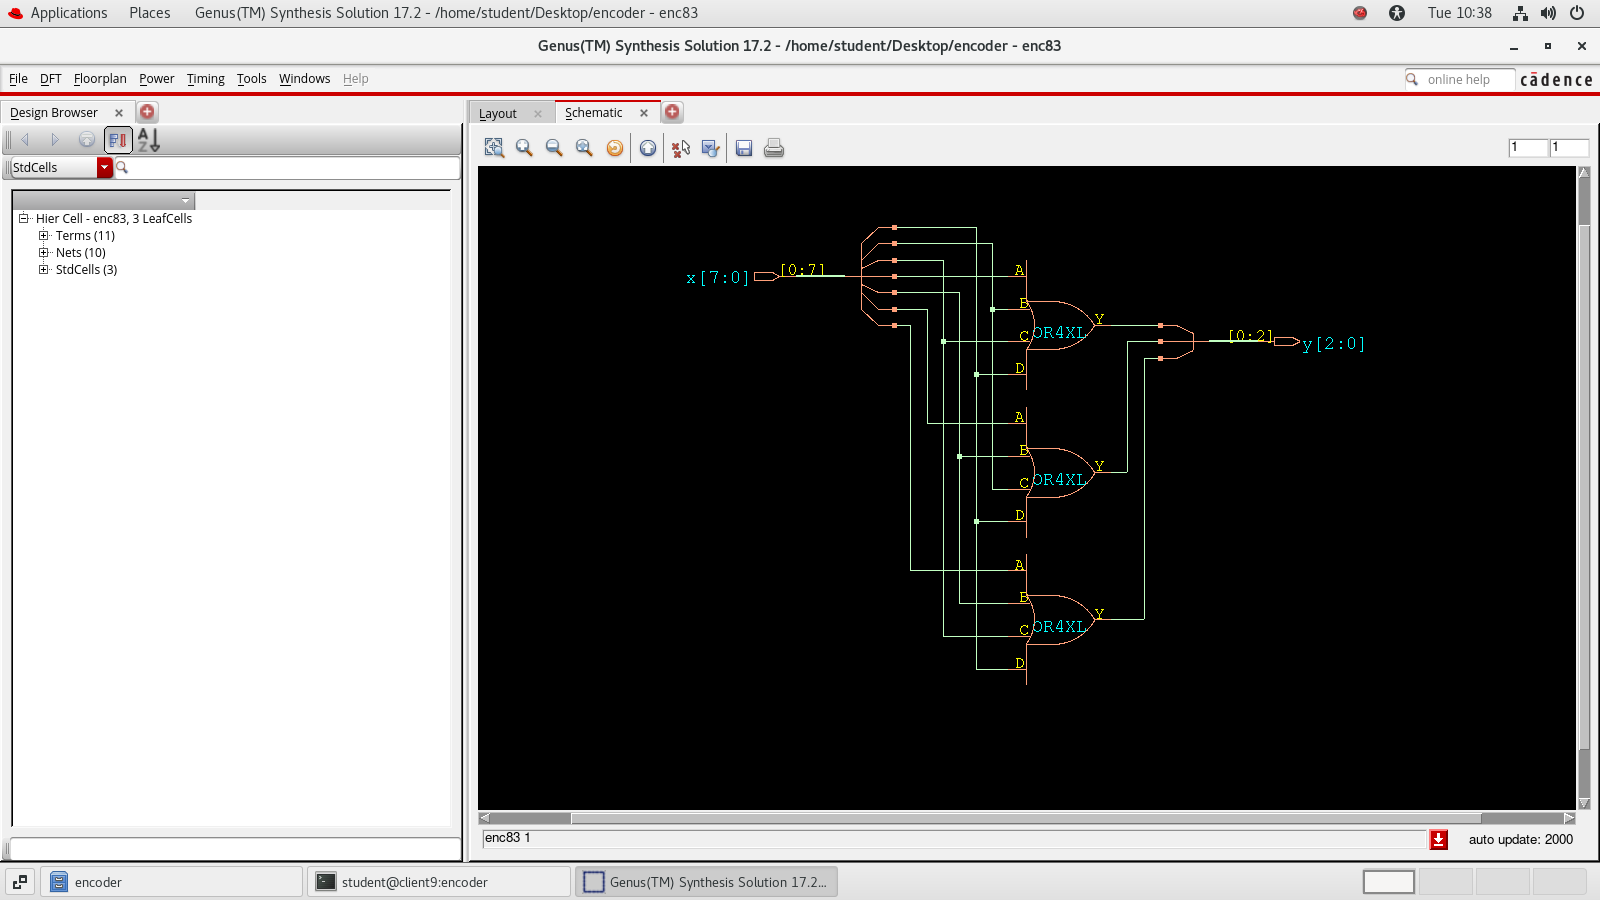 Applications Places Genus(TM) Synthesis Solution 17.2 - /home/student/Desktop/encoder - enc83 Tue 10:38
Genus(TM) Synthesis Solution 17.2 - /home/student/Desktop/encoder - enc83
File DFT Floorplan Power Timing Tools Windows Help online help cādence
Design Browser
Layout Schematic
A Z
1 1
StdCells
Hier Cell - enc83, 3 LeafCells
Terms (11)
Nets (10)
StdCells (3)
x[7:0] [0:7]
A
B
C
D
OR4XL
Y
[0:2] y[2:0]
A
B
C
D
OR4XL
Y
A
B
C
D
OR4XL
Y
enc83 1
auto update: 2000
encoder student@client9:encoder Genus(TM) Synthesis Solution 17.2...